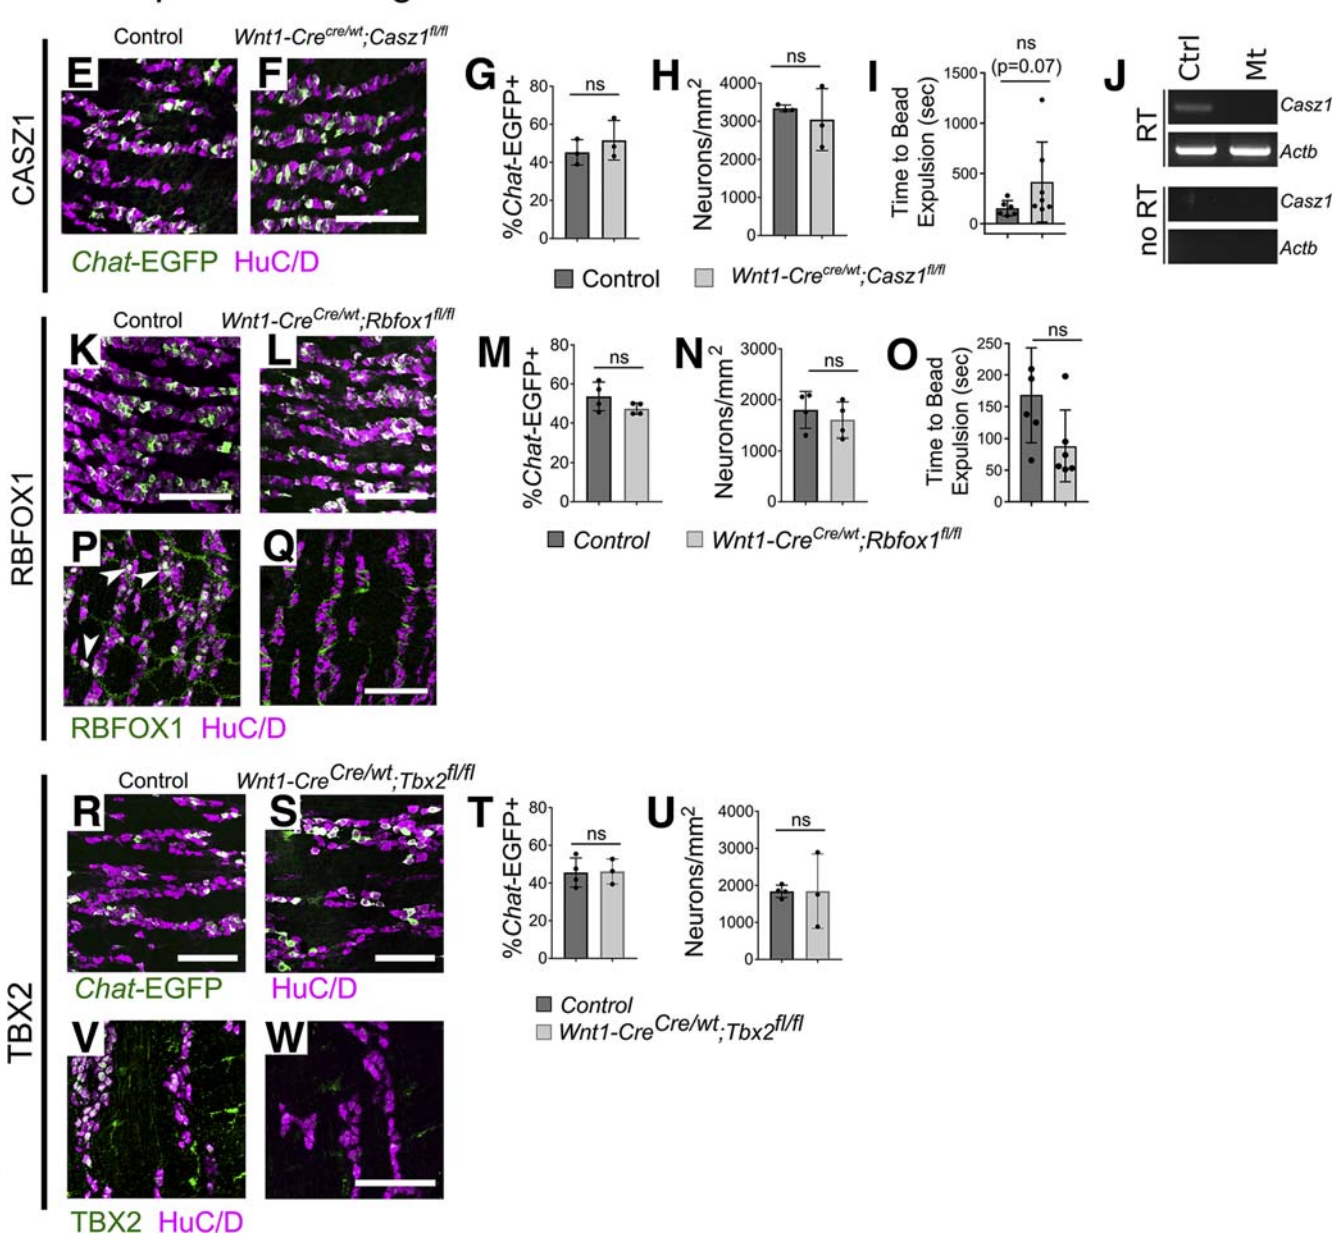 CASZ1
Control Wnt1-Cre^cre/wt;Casz1^fl/fl
E F
Chat-EGFP HuC/D
G
%Chat-EGFP+
80
60
40
20
0
ns
H
Neurons/mm²
4000
3000
2000
1000
0
ns
I
Time to Bead
Expulsion (sec)
1500
1000
500
0
ns
(p=0.07)
J
Ctrl Mt
RT
Casz1
Actb
no RT
Casz1
Actb
Control Wnt1-Cre^cre/wt;Casz1^fl/fl
RBFOX1
Control Wnt1-Cre^Cre/wt;Rbfox1^fl/fl
K L
M
%Chat-EGFP+
80
60
40
20
0
ns
N
Neurons/mm²
3000
2000
1000
0
ns
O
Time to Bead
Expulsion (sec)
250
200
150
100
50
0
ns
Control Wnt1-Cre^Cre/wt;Rbfox1^fl/fl
P Q
RBFOX1 HuC/D
TBX2
Control Wnt1-Cre^Cre/wt;Tbx2^fl/fl
R S
Chat-EGFP HuC/D
T
%Chat-EGFP+
80
60
40
20
0
ns
U
Neurons/mm²
4000
3000
2000
1000
0
ns
Control
Wnt1-Cre^Cre/wt;Tbx2^fl/fl
V W
TBX2 HuC/D